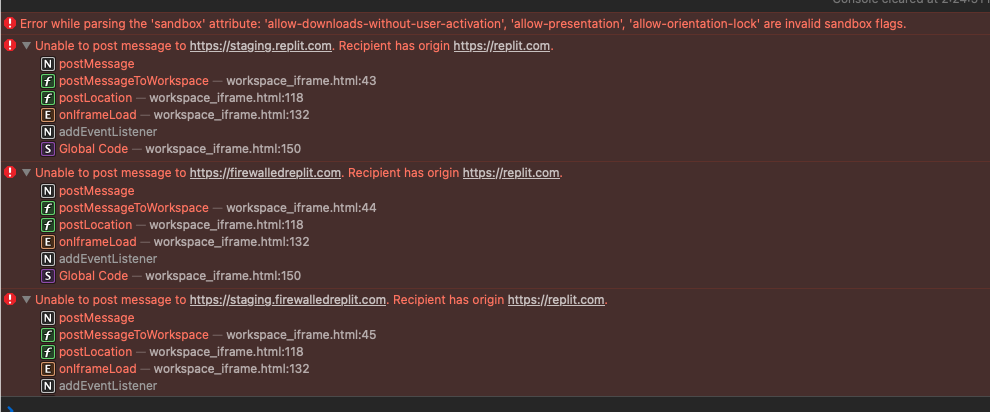 Error while parsing the 'sandbox' attribute: 'allow-downloads-without-user-activation', 'allow-presentation', 'allow-orientation-lock' are invalid sandbox flags.
Unable to post message to https://staging.replit.com. Recipient has origin https://replit.com.
N postMessage
f postMessageToWorkspace — workspace_iframe.html:43
f postLocation — workspace_iframe.html:118
E onIframeLoad — workspace_iframe.html:132
N addEventListener
S Global Code — workspace_iframe.html:150
Unable to post message to https://firewalledreplit.com. Recipient has origin https://replit.com.
N postMessage
f postMessageToWorkspace — workspace_iframe.html:44
f postLocation — workspace_iframe.html:118
E onIframeLoad — workspace_iframe.html:132
N addEventListener
S Global Code — workspace_iframe.html:150
Unable to post message to https://staging.firewalledreplit.com. Recipient has origin https://replit.com.
N postMessage
f postMessageToWorkspace — workspace_iframe.html:45
f postLocation — workspace_iframe.html:118
E onIframeLoad — workspace_iframe.html:132
N addEventListener